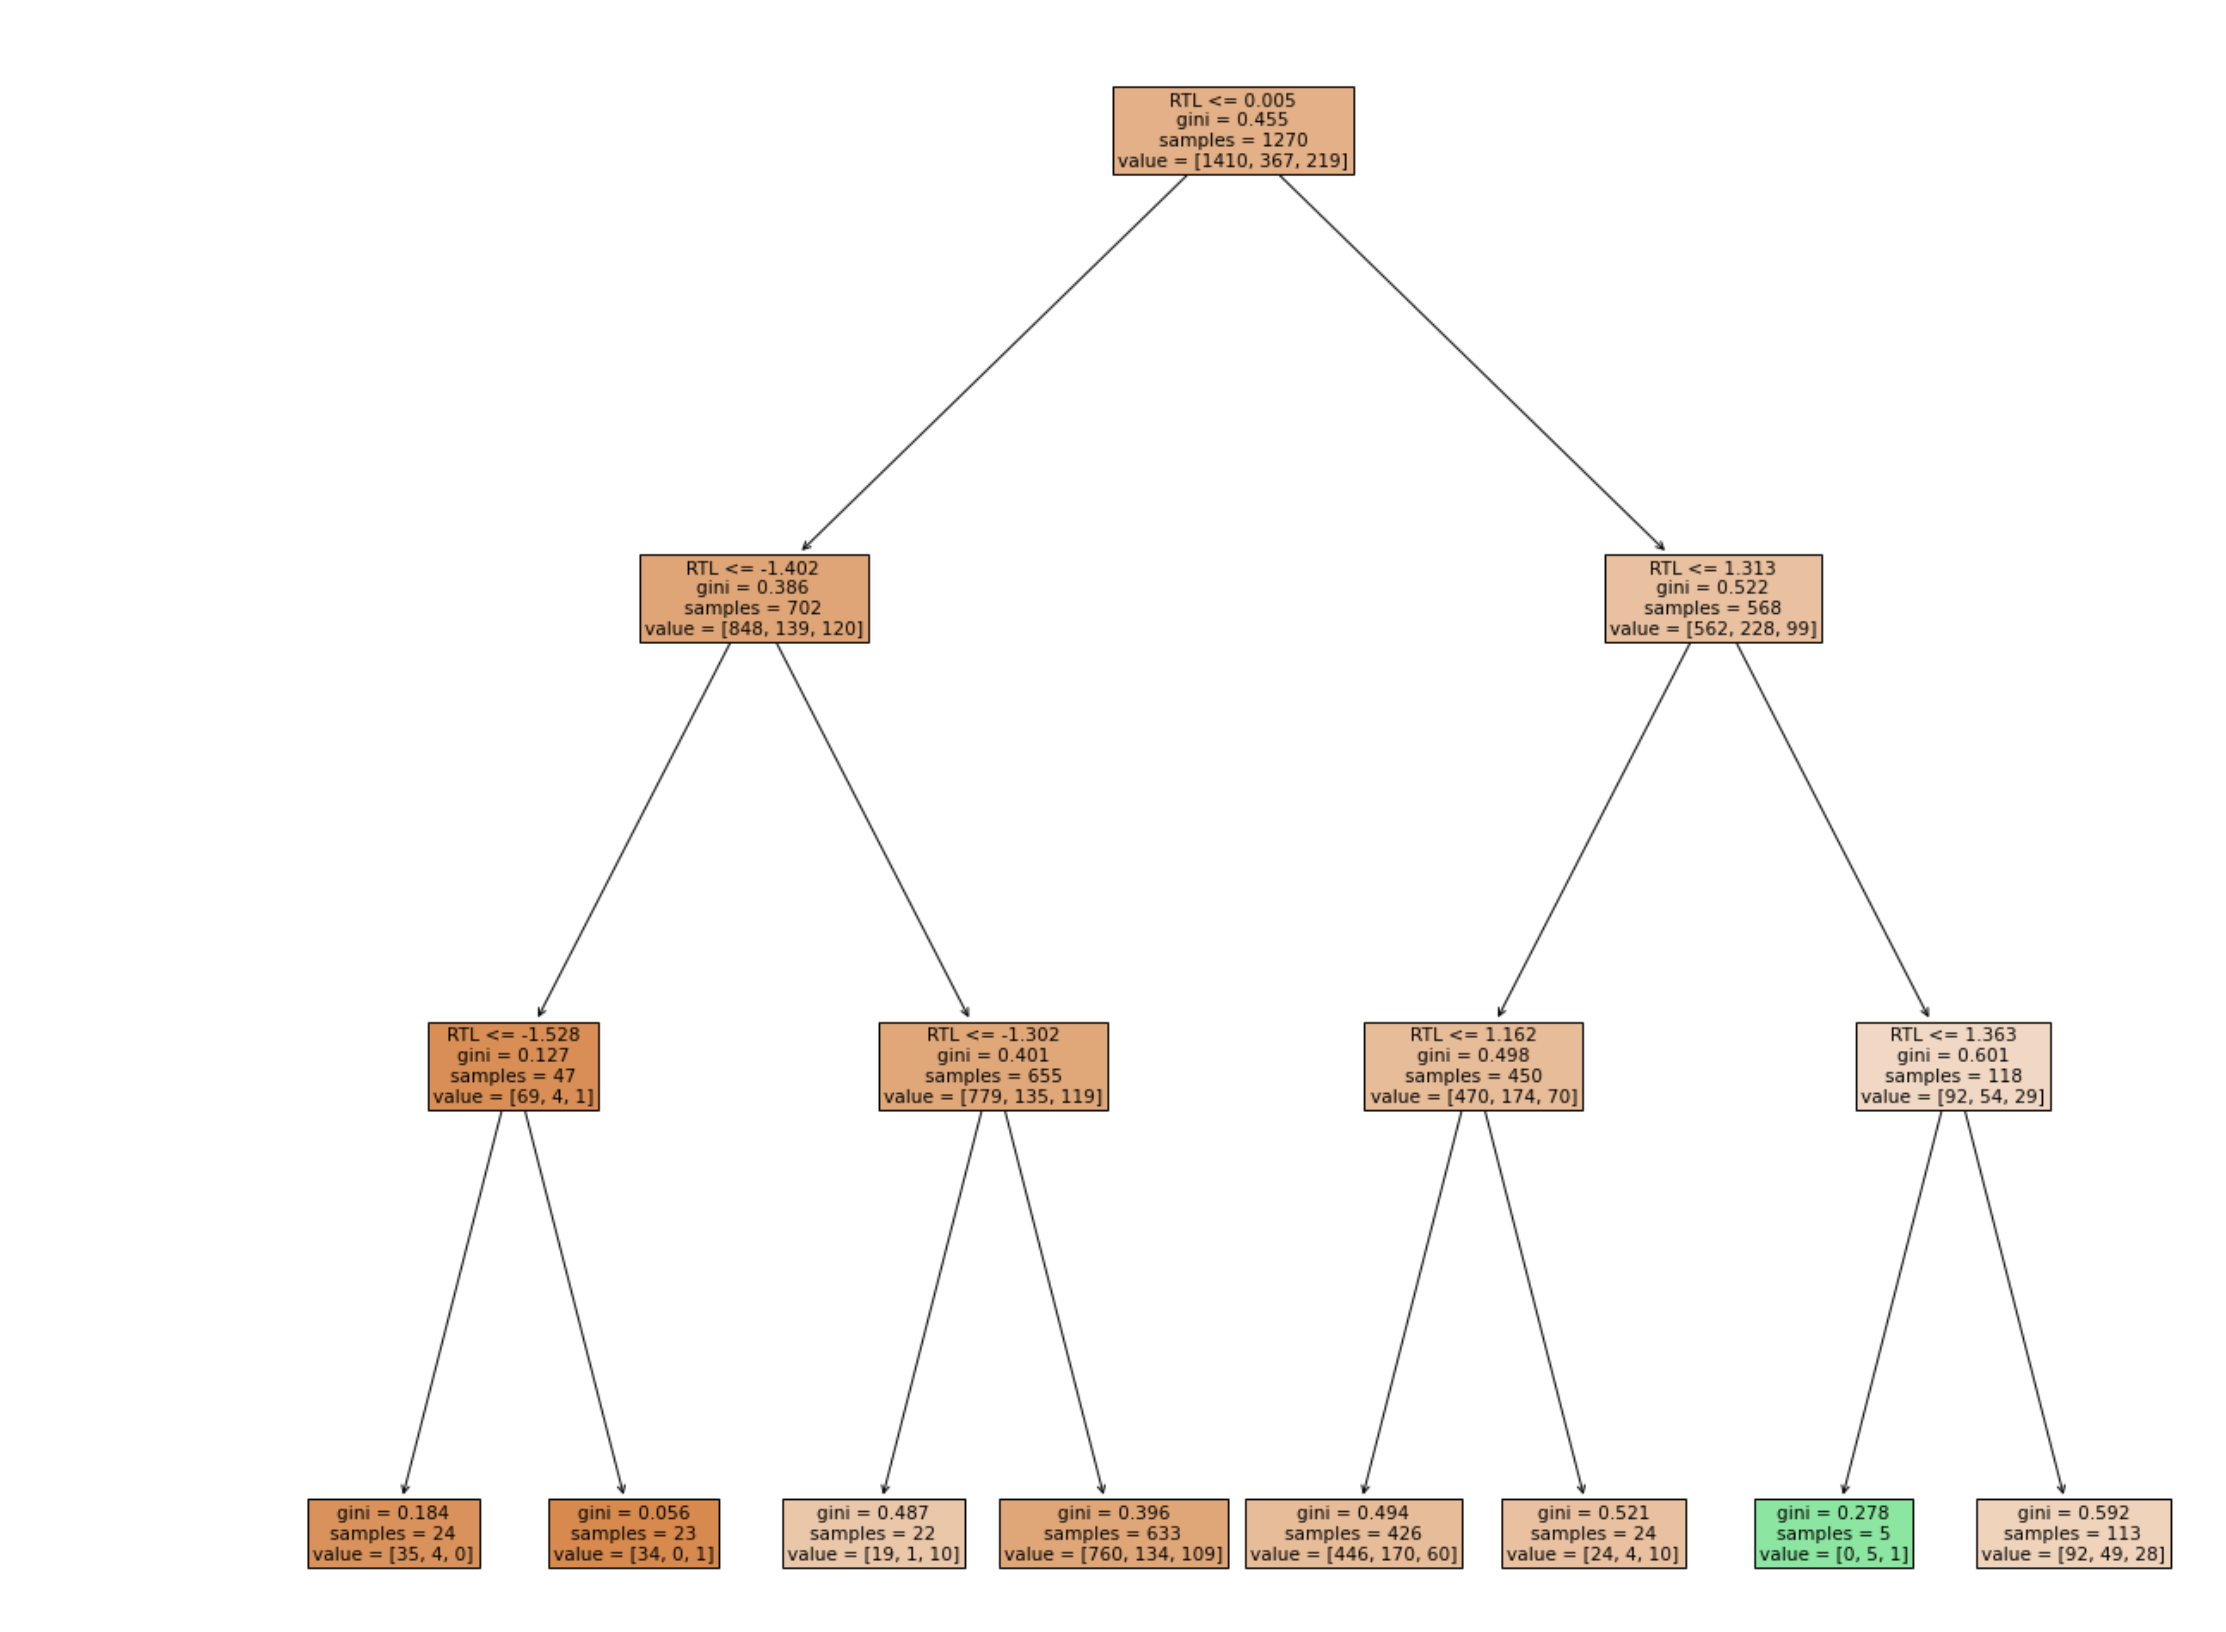 RTL <= 0.005
gini = 0.455
samples = 1270
value = [1410, 367, 219]
RTL <= -1.402
gini = 0.386
samples = 702
value = [848, 139, 120]
RTL <= 1.313
gini = 0.522
samples = 568
value = [562, 228, 99]
RTL <= -1.528
gini = 0.127
samples = 47
value = [69, 4, 1]
RTL <= -1.302
gini = 0.401
samples = 655
value = [779, 135, 119]
RTL <= 1.162
gini = 0.498
samples = 450
value = [470, 174, 70]
RTL <= 1.363
gini = 0.601
samples = 118
value = [92, 54, 29]
gini = 0.184
samples = 24
value = [35, 4, 0]
gini = 0.056
samples = 23
value = [34, 0, 1]
gini = 0.487
samples = 22
value = [19, 1, 10]
gini = 0.396
samples = 633
value = [760, 134, 109]
gini = 0.494
samples = 426
value = [446, 170, 60]
gini = 0.521
samples = 24
value = [24, 4, 10]
gini = 0.278
samples = 5
value = [0, 5, 1]
gini = 0.592
samples = 113
value = [92, 49, 28]